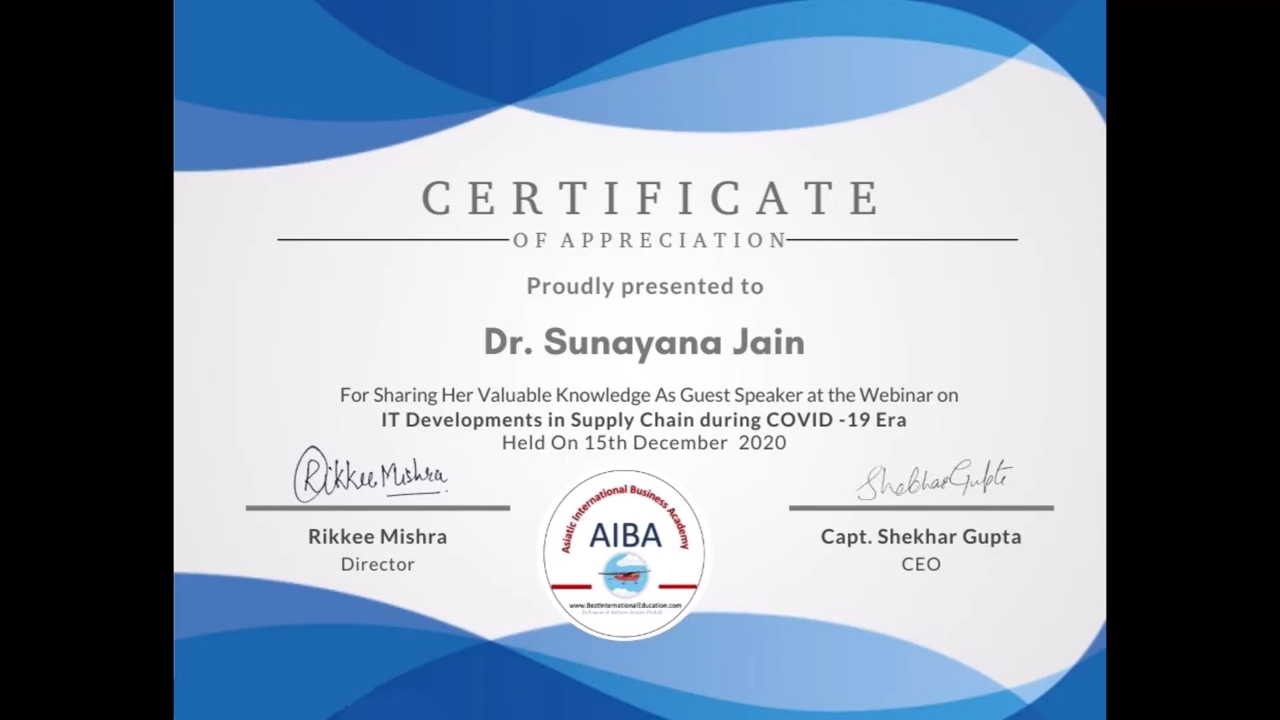 CERTIFICATE
OF APPRECIATION
Proudly presented to
Dr. Sunayana Jain
For Sharing Her Valuable Knowledge As Guest Speaker at the Webinar on
IT Developments in Supply Chain during COVID -19 Era
Held On 15th December 2020
Rikkee Mishra
Shekhar Gupta
Rikkee Mishra
Director
Capt. Shekhar Gupta
CEO
Asiatic International Business Academy
AIBA
www.BestInternationalEducation.com